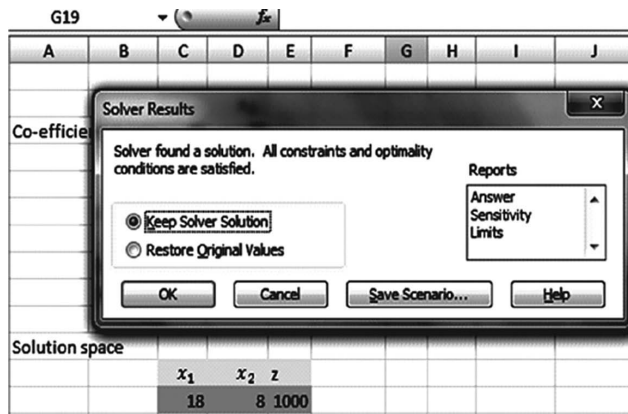 G19 fx
A B C D E F G H I J
Solver Results X
Co-efficie
Solver found a solution. All constraints and optimality
conditions are satisfied.
Reports
Answer
Sensitivity
Limits
Keep Solver Solution
Restore Original Values
OK Cancel Save Scenario... Help
Solution space
x₁ x₂ z
18 8 1000